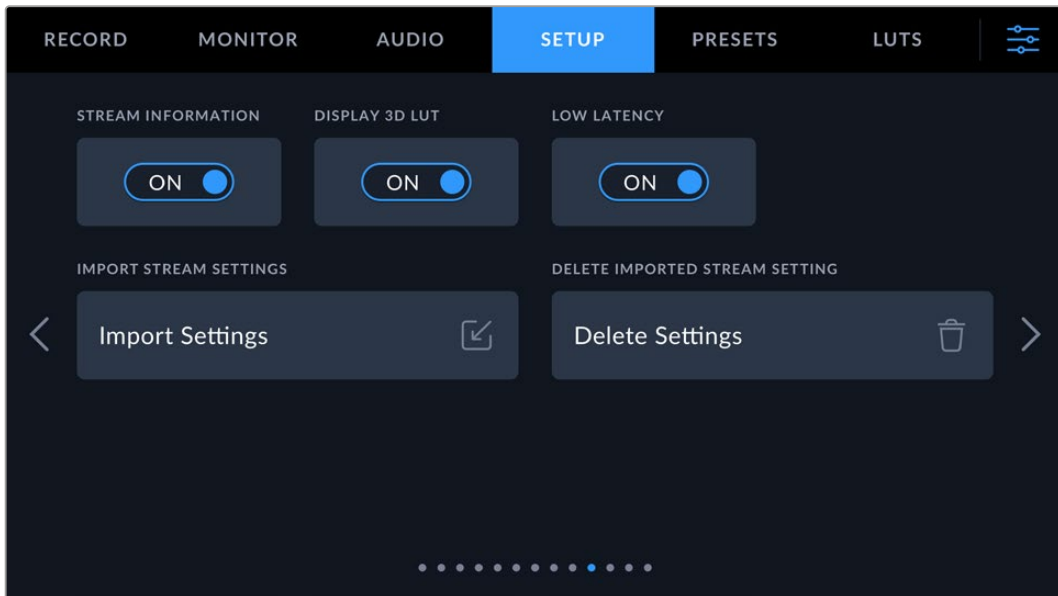 RECORD MONITOR AUDIO SETUP PRESETS LUTS
STREAM INFORMATION DISPLAY 3D LUT LOW LATENCY
ON ON ON
IMPORT STREAM SETTINGS DELETE IMPORTED STREAM SETTING
Import Settings Delete Settings